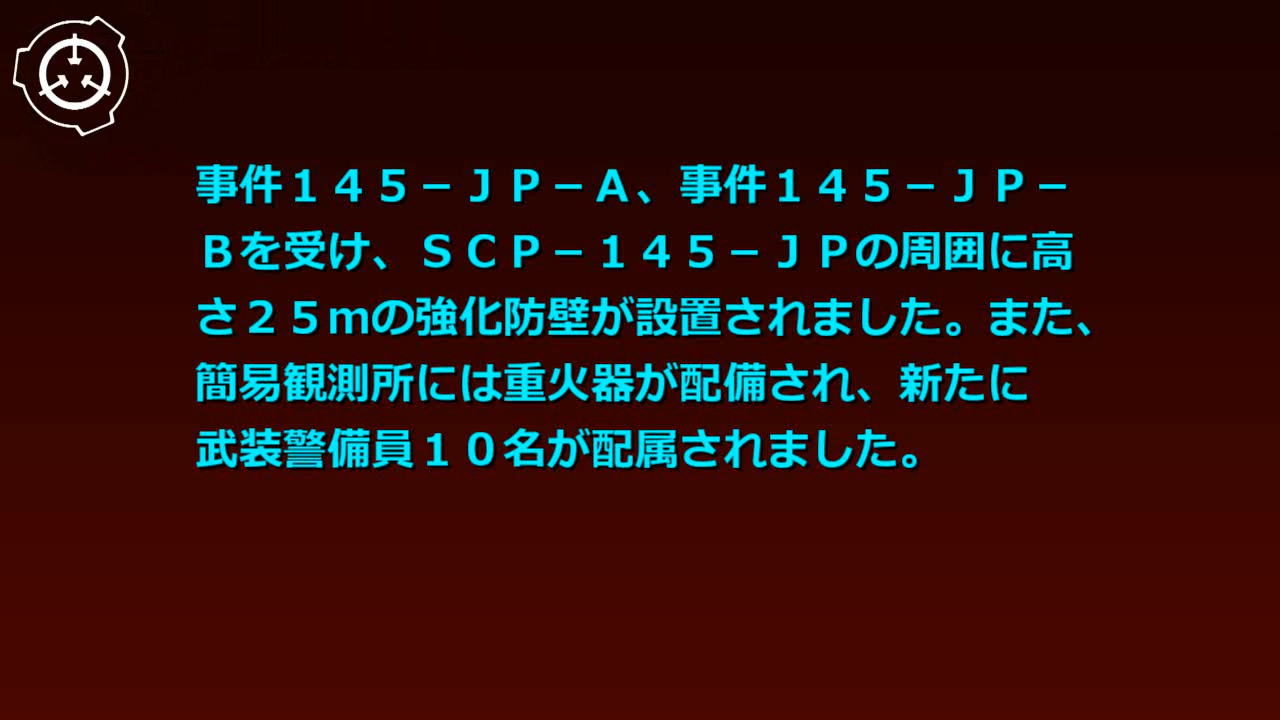 事件１４５－ＪＰ－Ａ、事件１４５－ＪＰ－
Ｂを受け、ＳＣＰ－１４５－ＪＰの周囲に高
さ２５ｍの強化防壁が設置されました。また、
簡易観測所には重火器が配備され、新たに
武装警備員１０名が配属されました。